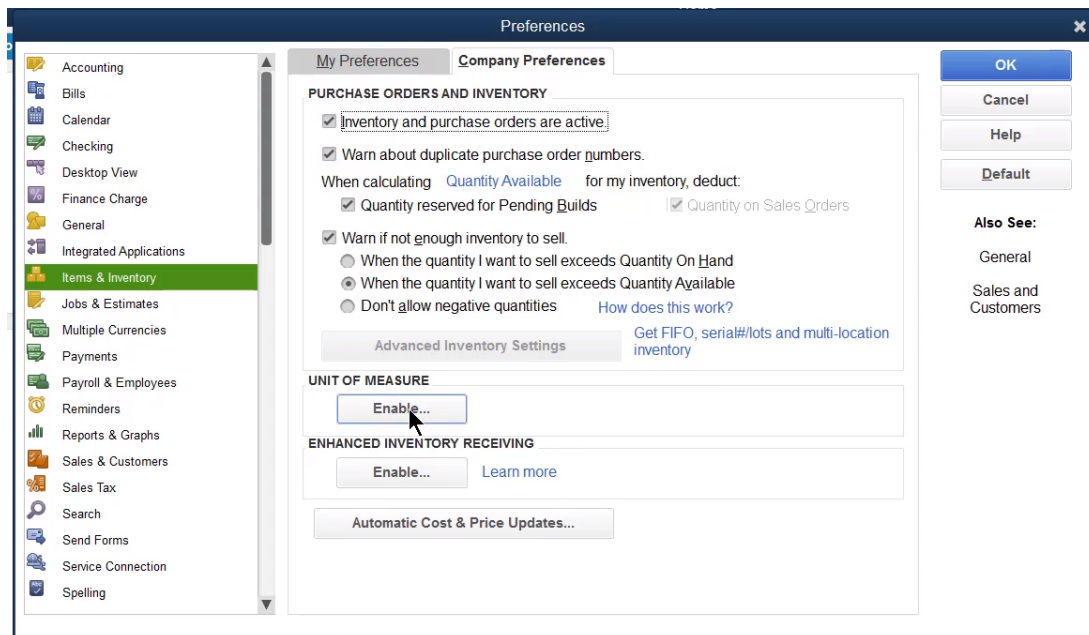 Preferences
Accounting
Bills
Calendar
Checking
Desktop View
Finance Charge
General
Integrated Applications
Items & Inventory
Jobs & Estimates
Multiple Currencies
Payments
Payroll & Employees
Reminders
Reports & Graphs
Sales & Customers
Sales Tax
Search
Send Forms
Service Connection
Spelling
My Preferences
Company Preferences
PURCHASE ORDERS AND INVENTORY
Inventory and purchase orders are active.
Warn about duplicate purchase order numbers.
When calculating Quantity Available for my inventory, deduct:
Quantity reserved for Pending Builds
Quantity on Sales Orders
Warn if not enough inventory to sell.
When the quantity I want to sell exceeds Quantity On Hand
When the quantity I want to sell exceeds Quantity Available
Don't allow negative quantities
How does this work?
Advanced Inventory Settings
Get FIFO, serial#/lots and multi-location
inventory
UNIT OF MEASURE
Enable...
ENHANCED INVENTORY RECEIVING
Enable...
Learn more
Automatic Cost & Price Updates...
OK
Cancel
Help
Default
Also See:
General
Sales and
Customers